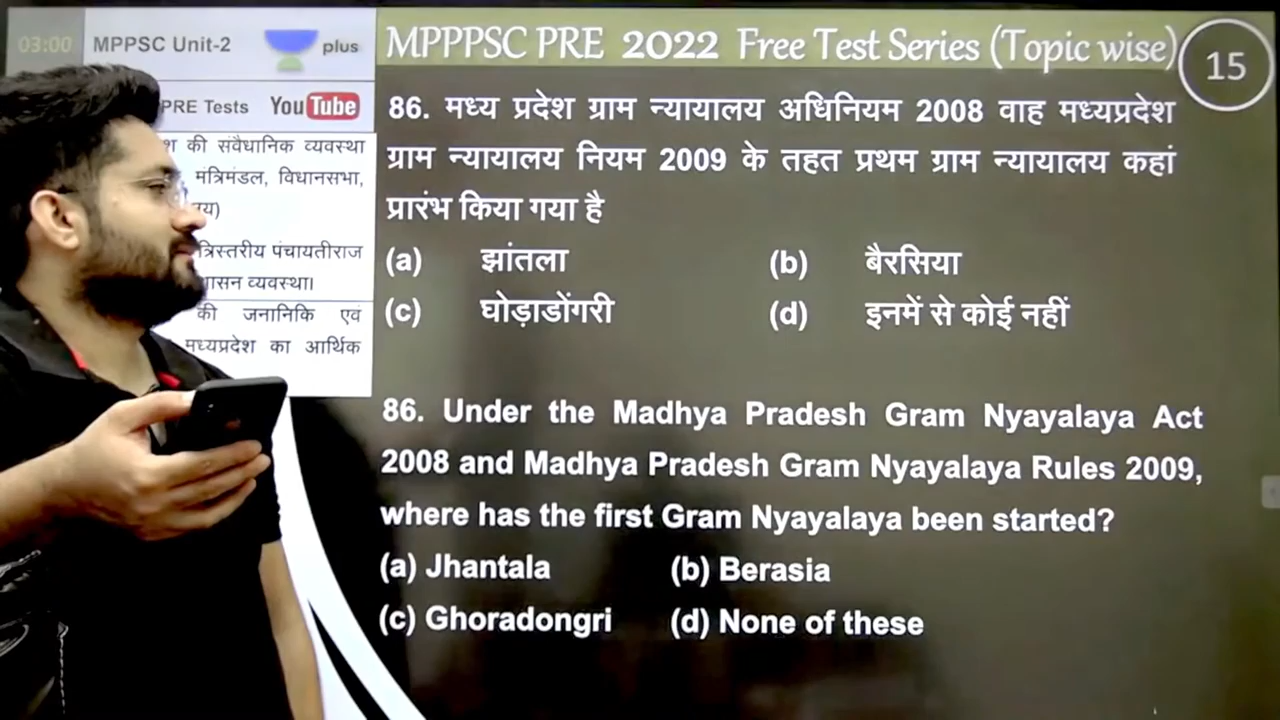 03:00
MPPSC Unit-2
plus
PRE Tests
YouTube
श की संवैधानिक व्यवस्था
मंत्रिमंडल, विधानसभा,
त्रिस्तरीय पंचायतीराज
व्यवस्था।
की जनानिकि एवं
मध्यप्रदेश का आर्थिक
MPPPSC PRE 2022 Free Test Series (Topic wise)
15
86. मध्य प्रदेश ग्राम न्यायालय अधिनियम 2008 वाह मध्यप्रदेश
ग्राम न्यायालय नियम 2009 के तहत प्रथम ग्राम न्यायालय कहां
प्रारंभ किया गया है
(a) झांतला (b) बैरसिया
(c) घोड़ाडोंगरी (d) इनमें से कोई नहीं
86. Under the Madhya Pradesh Gram Nyayalaya Act
2008 and Madhya Pradesh Gram Nyayalaya Rules 2009,
where has the first Gram Nyayalaya been started?
(a) Jhantala (b) Berasia
(c) Ghoradongri (d) None of these